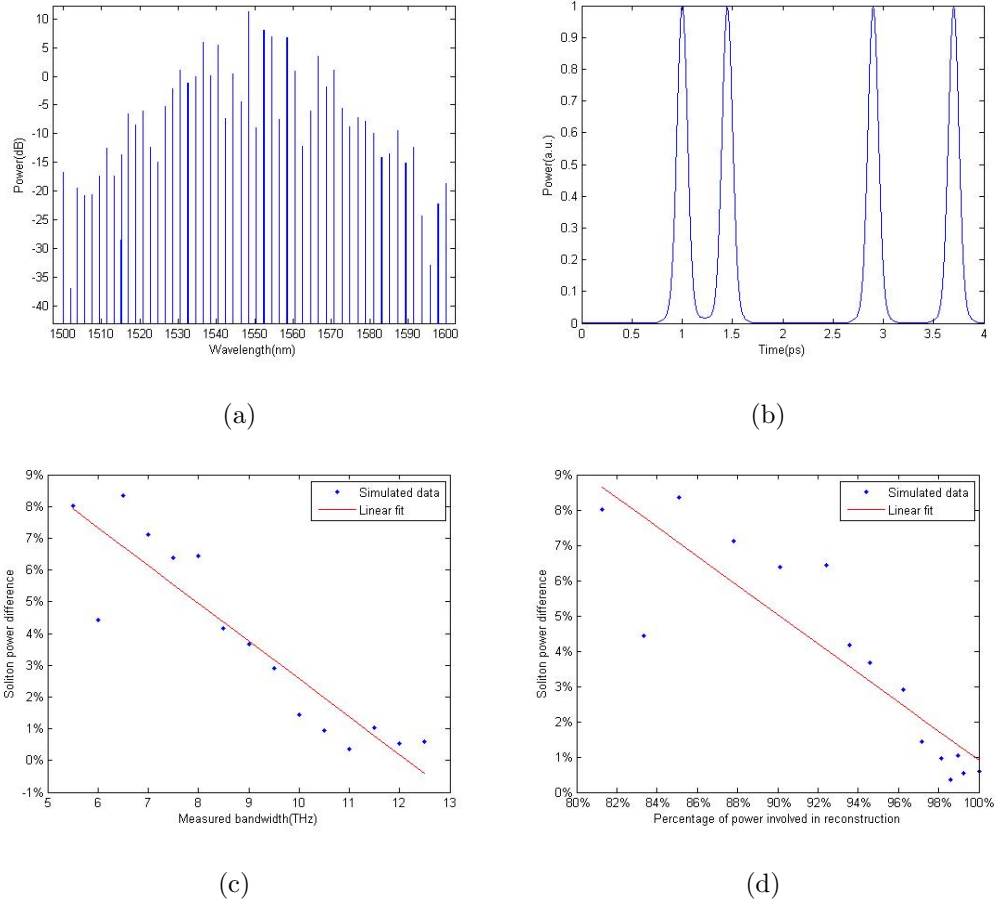 10
5
0
-5
-10
-15
-20
-25
-30
-35
-40
Power(dB)
1500 1510 1520 1530 1540 1550 1560 1570 1580 1590 1600
Wavelength(nm)
(a)
1
0.9
0.8
0.7
0.6
0.5
0.4
0.3
0.2
0.1
0
Power(a.u.)
0 0.5 1 1.5 2 2.5 3 3.5 4
Time(ps)
(b)
9%
8%
7%
6%
5%
4%
3%
2%
1%
0%
-1%
Soliton power difference
Simulated data
Linear fit
5 6 7 8 9 10 11 12 13
Measured bandwidth(THz)
(c)
9%
8%
7%
6%
5%
4%
3%
2%
1%
0%
Soliton power difference
Simulated data
Linear fit
80% 82% 84% 86% 88% 90% 92% 94% 96% 98% 100%
Percentage of power involved in reconstruction
(d)